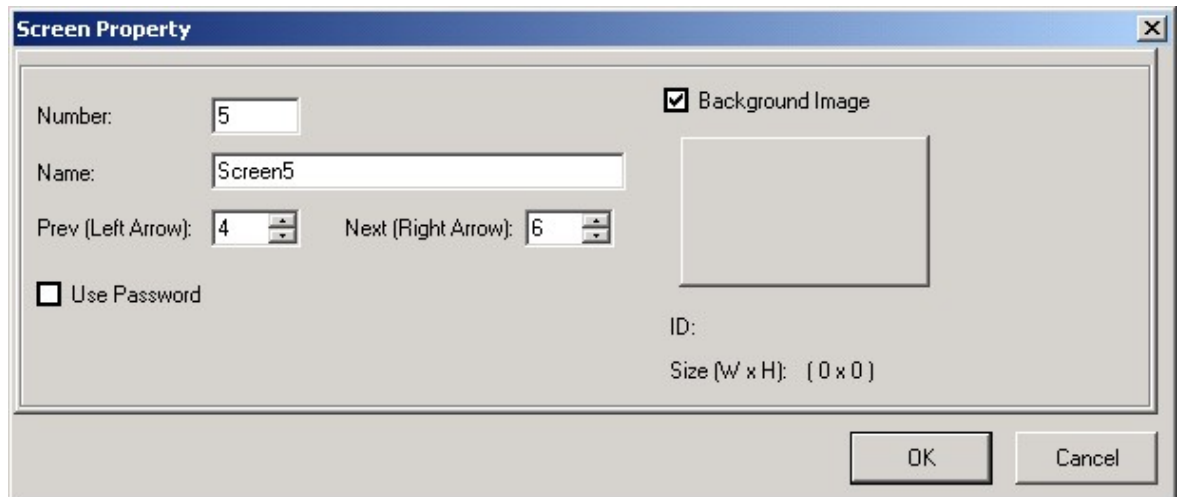 Screen Property
Number: 5
Name: Screen5
Prev (Left Arrow): 4 Next (Right Arrow): 6
Use Password
Background Image
ID:
Size (W x H): ( 0 x 0 )
OK Cancel